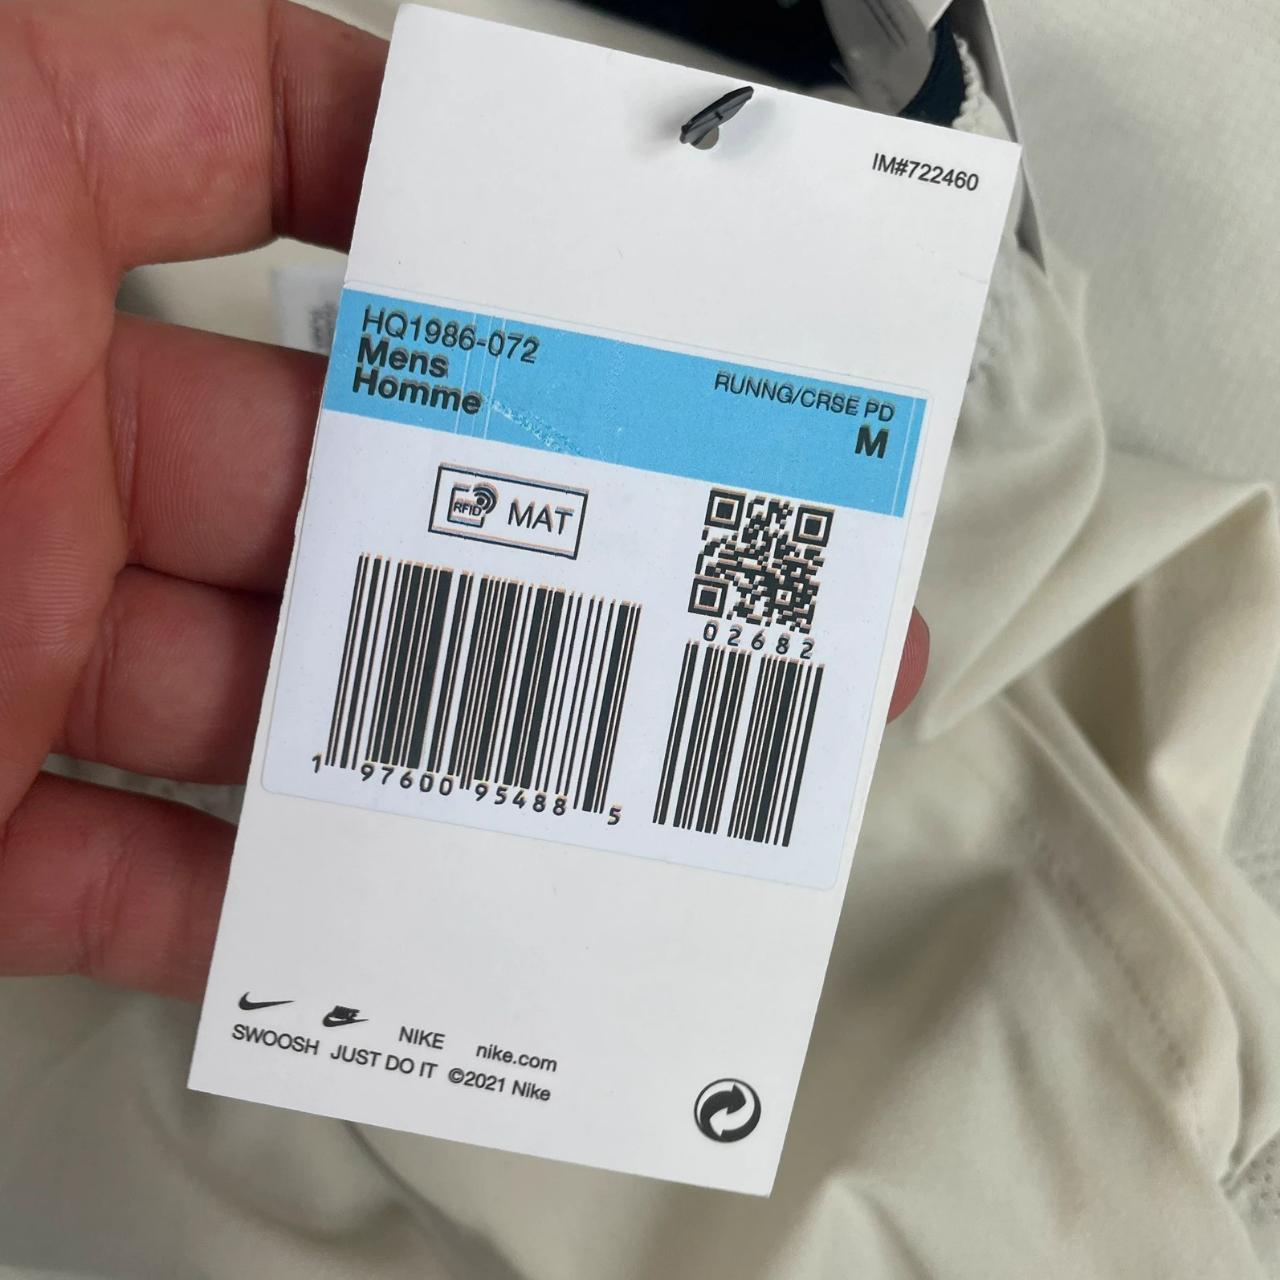 IM#722460
HQ1986-072
Mens
Homme
RUNNG/CRSE PD
M
RFID MAT
02682
1 97600 95488 5
NIKE nike.com
SWOOSH JUST DO IT ©2021 Nike